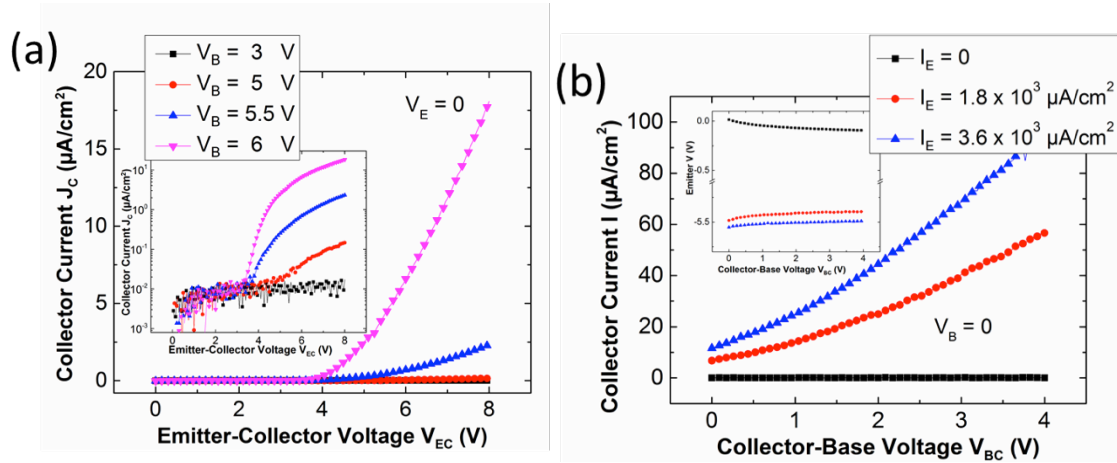 (a)
V_B = 3 V
V_B = 5 V
V_B = 5.5 V
V_B = 6 V
V_E = 0
20
15
10
5
0
Collector Current J_C (µA/cm²)
0 2 4 6 8
Emitter-Collector Voltage V_EC (V)
10¹
10⁰
10⁻¹
10⁻²
10⁻³
Collector Current J_C (µA/cm²)
0 1 2 3 4 5 6 7 8
Emitter-Collector Voltage V_EC (V)
(b)
I_E = 0
I_E = 1.8 x 10³ µA/cm²
I_E = 3.6 x 10³ µA/cm²
V_B = 0
100
80
60
40
20
0
Collector Current I (µA/cm²)
0 1 2 3 4
Collector-Base Voltage V_BC (V)
0.0
-0.5
-5.5
Emitter V (V)
0 1 2 3 4
Collector-Base Voltage V_BC (V)